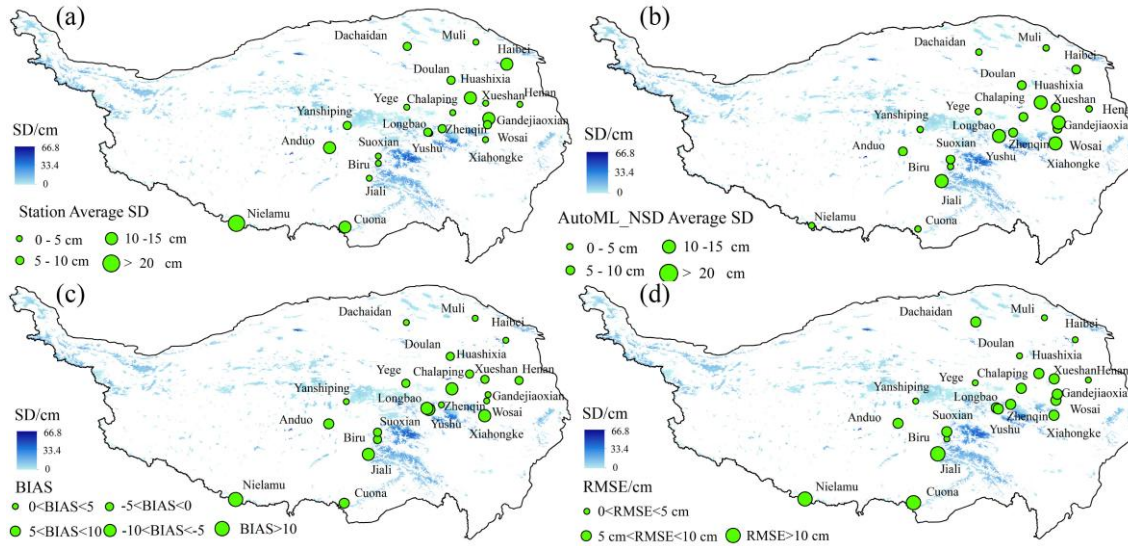 (a)
Dachaidan
Muli
Haibei
Doulan
Huashixia
Yege
Chalaping
Xueshan
Henan
Yanshiping
Longbao
Zhenqin
Gandejiaoxian
Anduo
Suoxian
Yushu
Wosai
Biru
Xiahongke
Jiali
Nielamu
Cuona
SD/cm
66.8
33.4
0
Station Average SD
0 - 5 cm
10 -15 cm
5 - 10 cm
> 20 cm
(b)
Dachaidan
Muli
Haibei
Doulan
Huashixia
Chalaping
Xueshan
Yege
Hen
Yanshiping
Longbao
Gandejiaoxian
Anduo
Suoxian
Zhenqin
Wosai
Biru
Yushu
Xiahongke
Jiali
Nielamu
Cuona
SD/cm
66.8
33.4
0
AutoML_NSD Average SD
0 - 5 cm
10 -15 cm
5 - 10 cm
> 20 cm
(c)
Dachaidan
Muli
Haibei
Doulan
Huashixia
Yege
Chalaping
Xueshan
Henan
Yanshiping
Longbao
Zhenqin
Gandejiaoxian
Anduo
Suoxian
Yushu
Wosai
Biru
Xiahongke
Jiali
Nielamu
Cuona
SD/cm
66.8
33.4
0
BIAS
0<BIAS<5
-5<BIAS<0
5<BIAS<10
-10<BIAS<-5
BIAS>10
(d)
Dachaidan
Muli
Haibei
Doulan
Huashixia
Yege
Chalaping
Xueshan
Henan
Yanshiping
Longbao
Gandejiaoxian
Anduo
Suoxian
Zhenqin
Wosai
Biru
Yushu
Xiahongke
Jiali
Nielamu
Cuona
SD/cm
66.8
33.4
0
RMSE/cm
0<RMSE<5 cm
5 cm<RMSE<10 cm
RMSE>10 cm